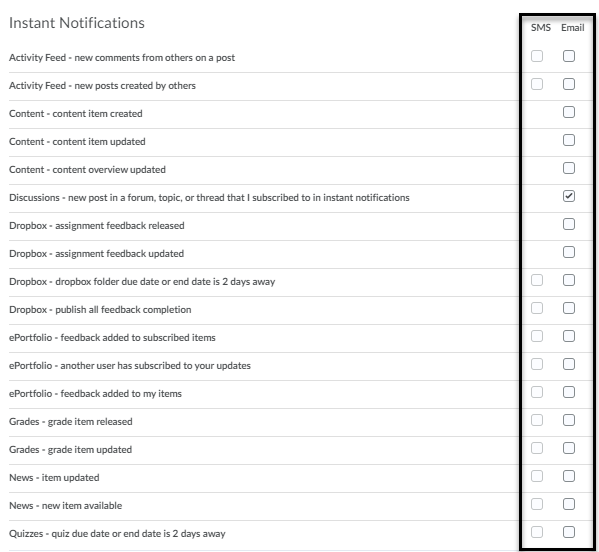 Instant Notifications
SMS Email
Activity Feed - new comments from others on a post
Activity Feed - new posts created by others
Content - content item created
Content - content item updated
Content - content overview updated
Discussions - new post in a forum, topic, or thread that I subscribed to in instant notifications
Dropbox - assignment feedback released
Dropbox - assignment feedback updated
Dropbox - dropbox folder due date or end date is 2 days away
Dropbox - publish all feedback completion
ePortfolio - feedback added to subscribed items
ePortfolio - another user has subscribed to your updates
ePortfolio - feedback added to my items
Grades - grade item released
Grades - grade item updated
News - item updated
News - new item available
Quizzes - quiz due date or end date is 2 days away